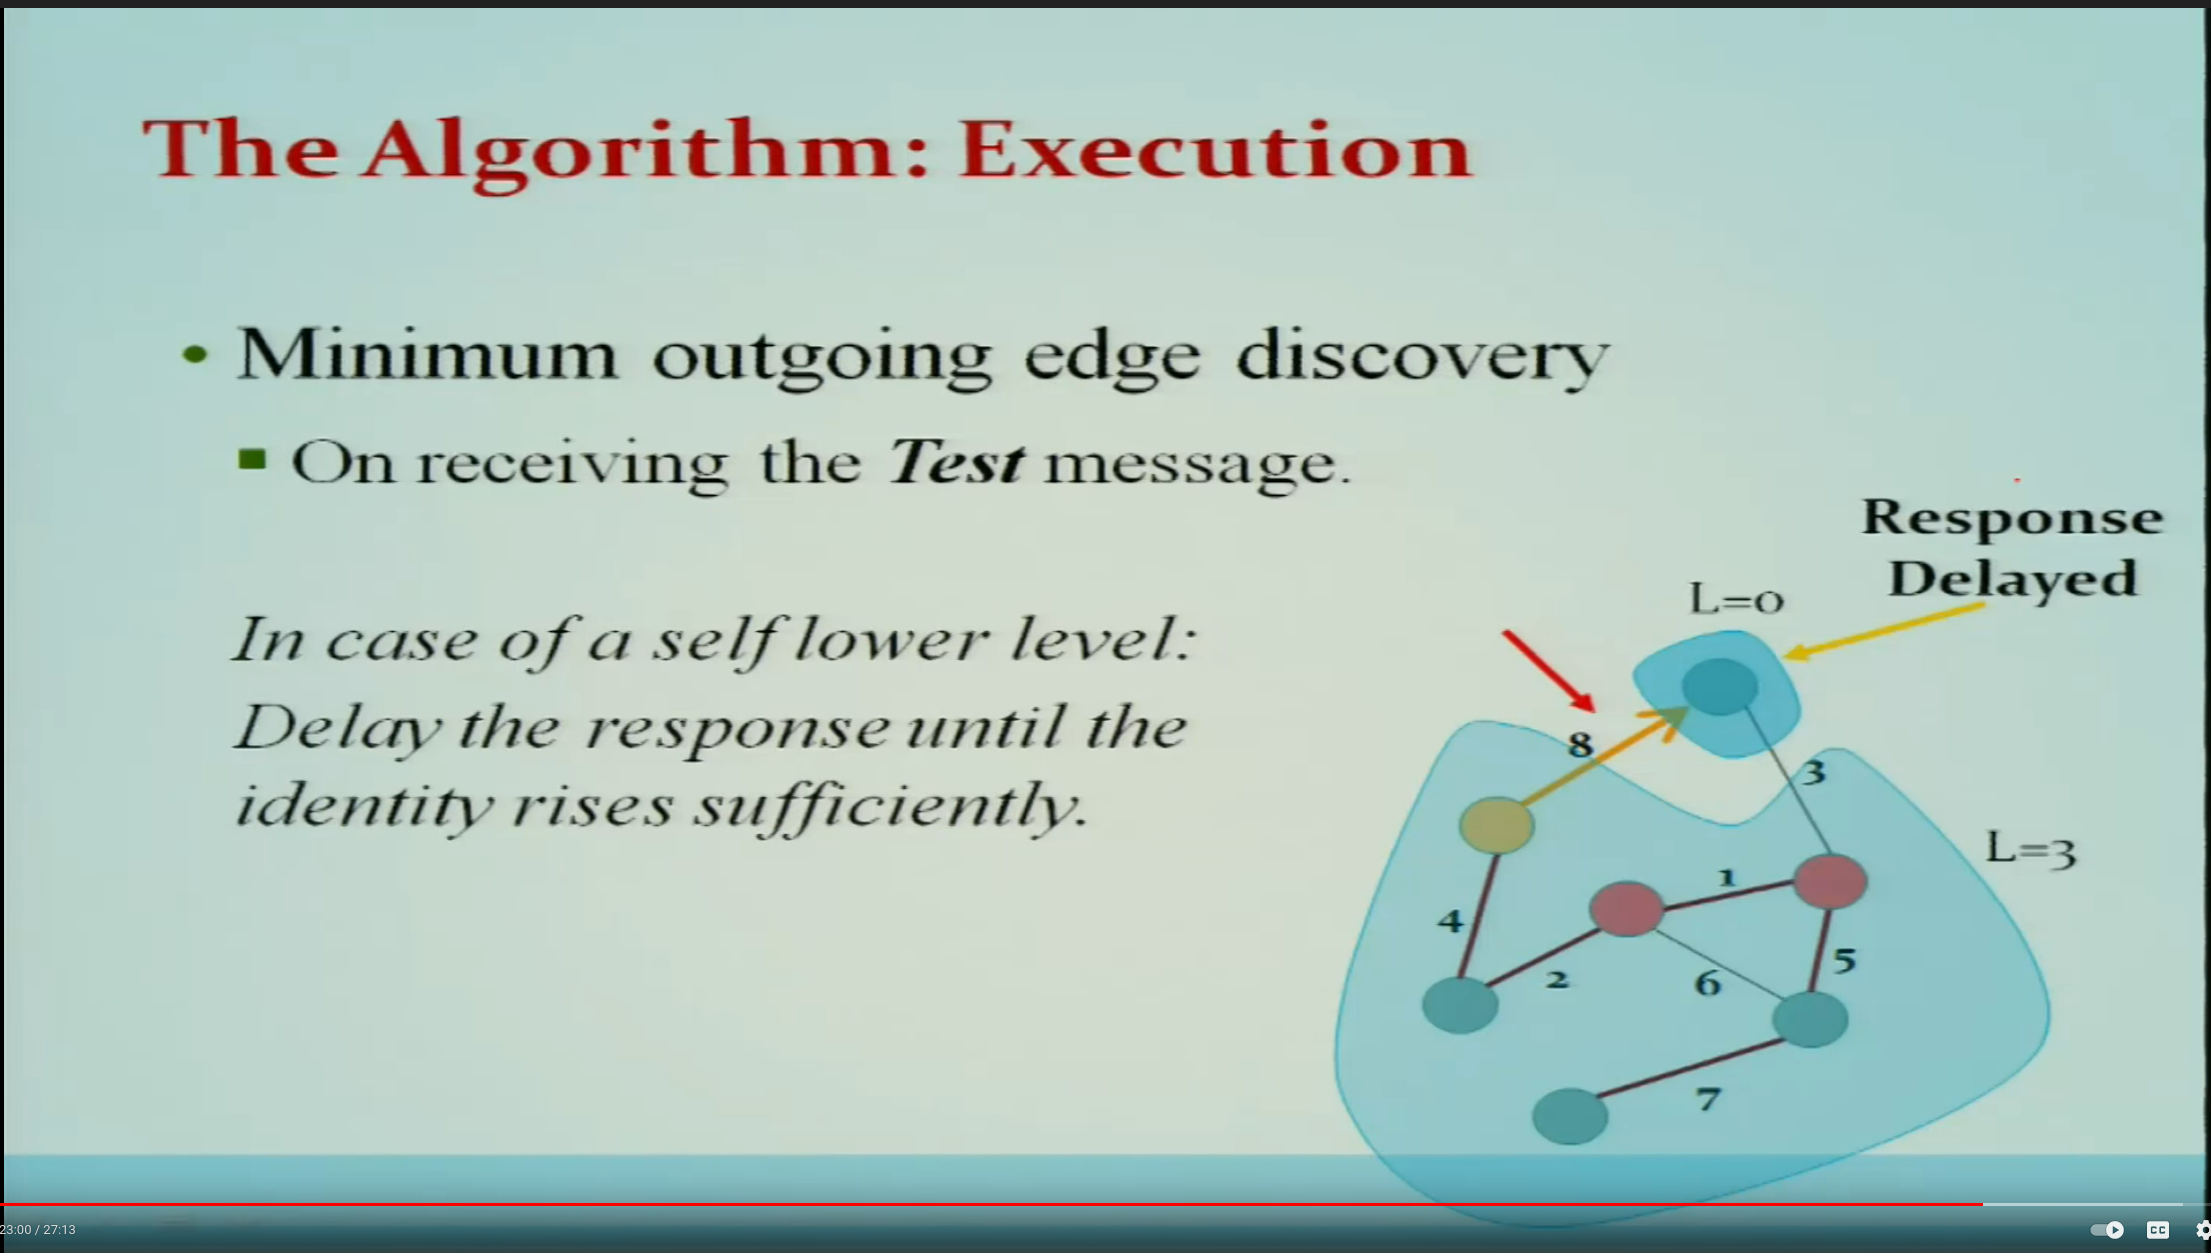 The Algorithm: Execution
• Minimum outgoing edge discovery
▪ On receiving the Test message.
In case of a self lower level:
Delay the response until the
identity rises sufficiently.
Response
Delayed
L=0
8
3
L=3
1
4
5
2
6
7
23:00 / 27:13
CC